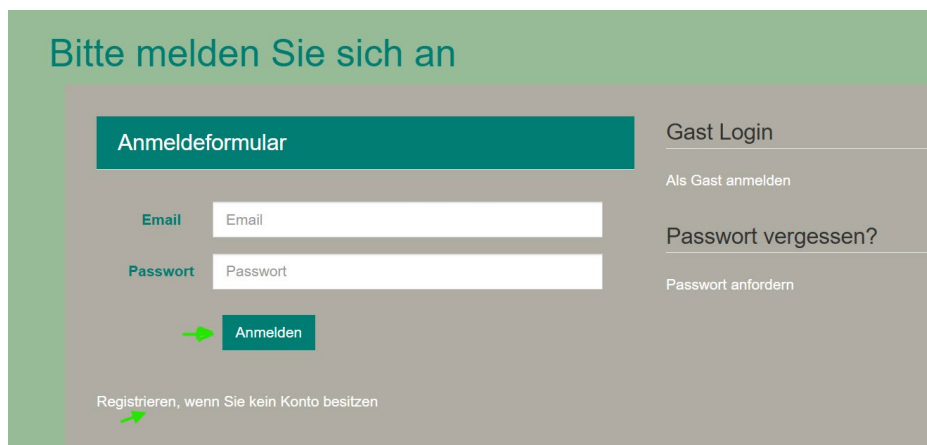 Bitte melden Sie sich an
Anmeldeformular
Email
Email
Passwort
Passwort
Anmelden
Registrieren, wenn Sie kein Konto besitzen
Gast Login
Als Gast anmelden
Passwort vergessen?
Passwort anfordern